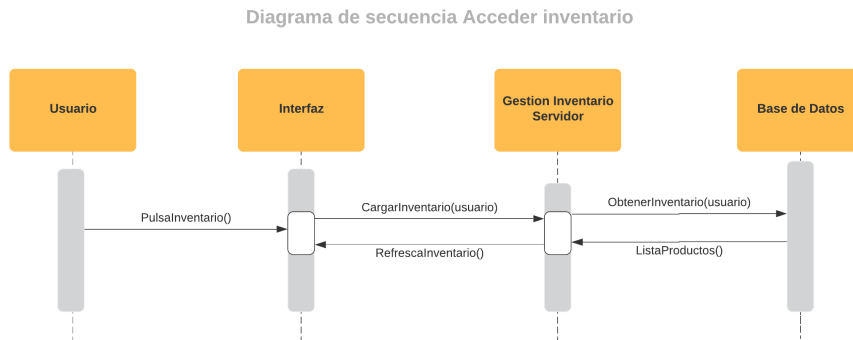 Diagrama de secuencia Acceder inventario
Usuario
Interfaz
Gestion Inventario
Servidor
Base de Datos
PulsaInventario()
CargarInventario(usuario)
ObtenerInventario(usuario)
RefrescaInventario()
ListaProductos()